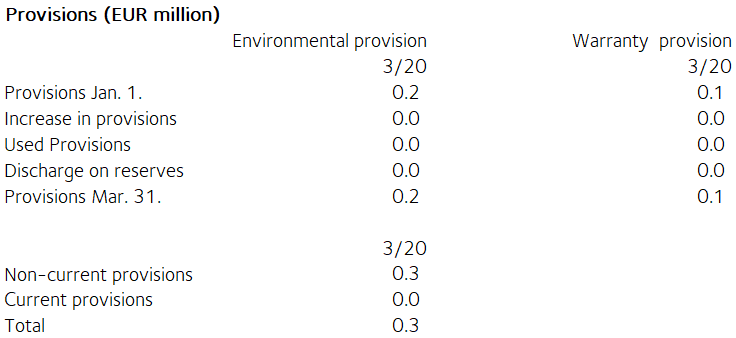 Provisions (EUR million)
Environmental provision Warranty provision
3/20 3/20
Provisions Jan. 1. 0.2 0.1
Increase in provisions 0.0 0.0
Used Provisions 0.0 0.0
Discharge on reserves 0.0 0.0
Provisions Mar. 31. 0.2 0.1
3/20
Non-current provisions 0.3
Current provisions 0.0
Total 0.3